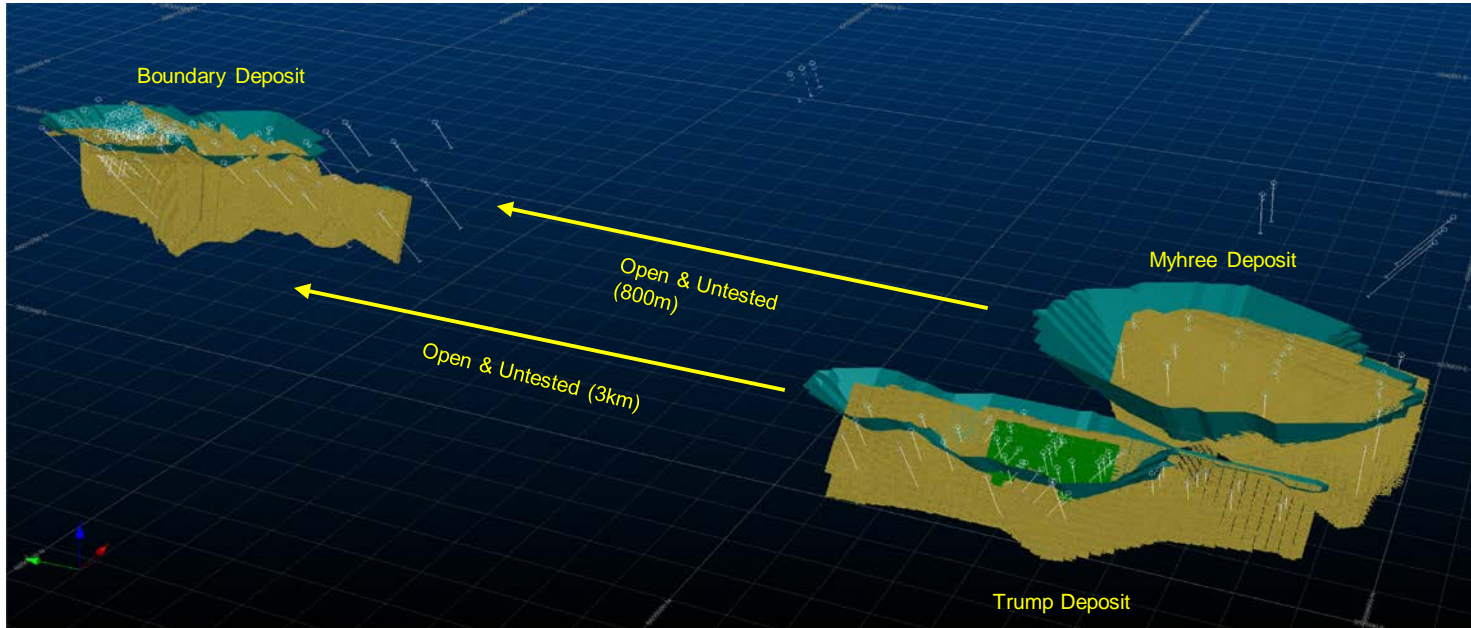 Boundary Deposit
Myhree Deposit
Open & Untested
(800m)
Open & Untested (3km)
Trump Deposit